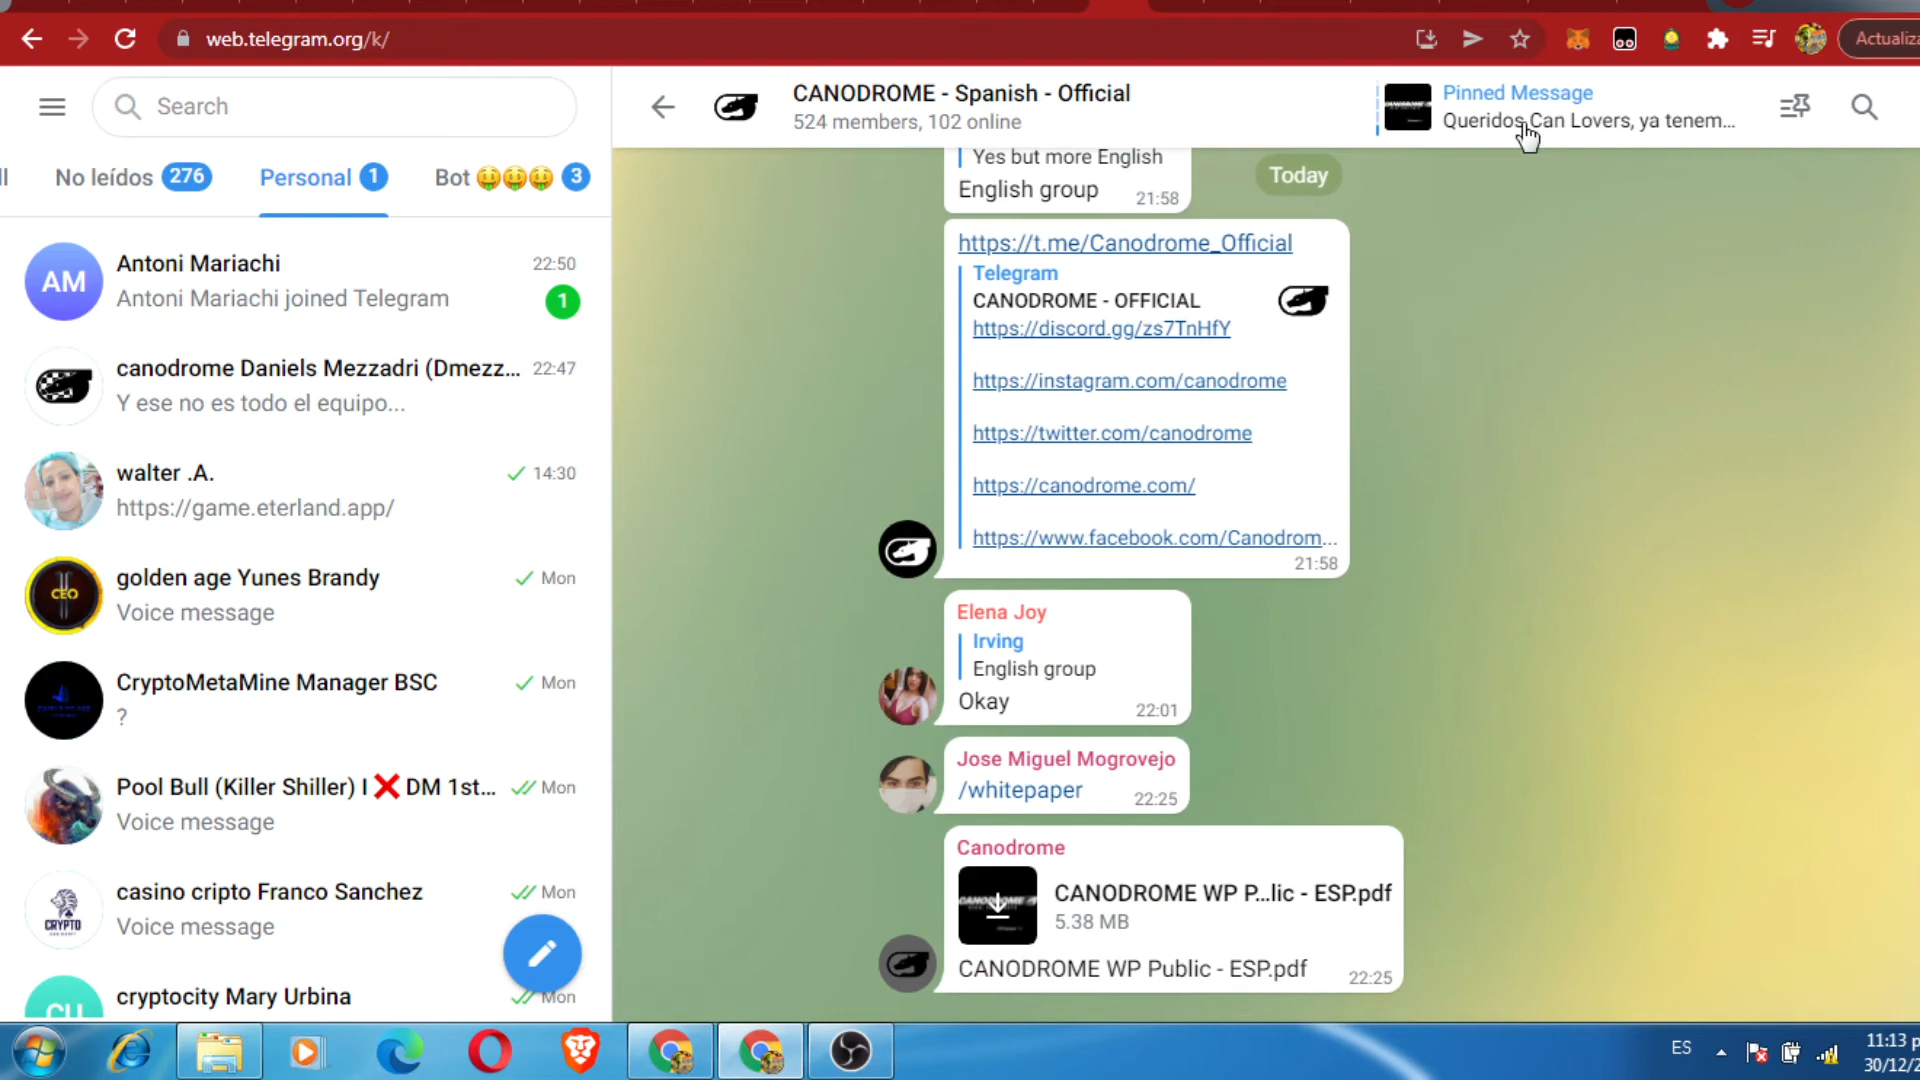 web.telegram.org/k/
Actualiza
Search
ll
No leídos 276
Personal 1
Bot 🤑🤑🤑 3
AM
Antoni Mariachi 22:50
Antoni Mariachi joined Telegram 1
canodrome Daniels Mezzadri (Dmezz... 22:47
Y ese no es todo el equipo...
walter .A. 14:30
https://game.eterland.app/
CEO
golden age Yunes Brandy Mon
Voice message
CryptoMetaMine Manager BSC Mon
?
Pool Bull (Killer Shiller) I ❌ DM 1st... Mon
Voice message
CRYPTO
casino cripto Franco Sanchez Mon
Voice message
CU
cryptocity Mary Urbina Mon
CANODROME - Spanish - Official
524 members, 102 online
Pinned Message
Queridos Can Lovers, ya tenem...
Today
Yes but more English
English group 21:58
https://t.me/Canodrome_Official
Telegram
CANODROME - OFFICIAL
https://discord.gg/zs7TnHfY
https://instagram.com/canodrome
https://twitter.com/canodrome
https://canodrome.com/
https://www.facebook.com/Canodrom...
21:58
Elena Joy
Irving
English group
Okay 22:01
Jose Miguel Mogrovejo
/whitepaper 22:25
Canodrome
CANODROME WP P...lic - ESP.pdf
5.38 MB
CANODROME WP Public - ESP.pdf 22:25
ES
11:13 p
30/12/2